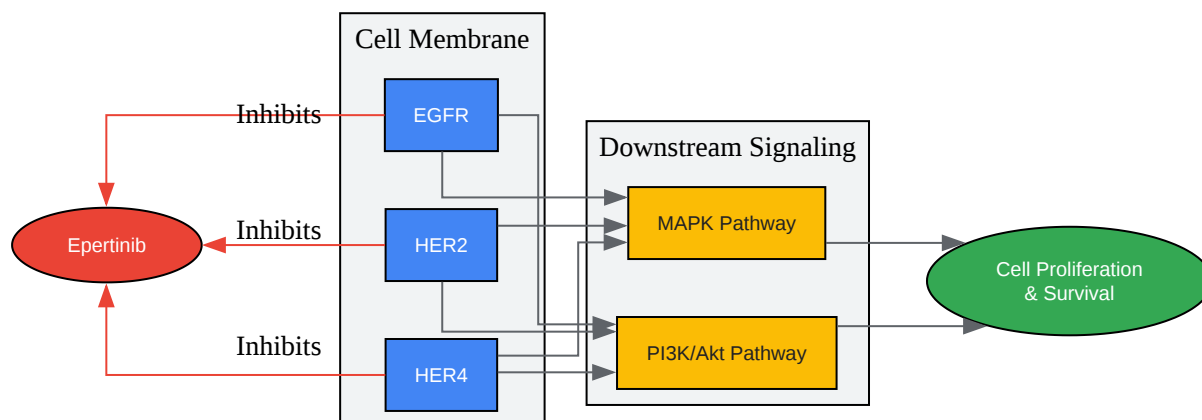 Cell Membrane
Inhibits
EGFR
Downstream Signaling
MAPK Pathway
Epertinib
Inhibits
HER2
Cell Proliferation
& Survival
Inhibits
PI3K/Akt Pathway
HER4